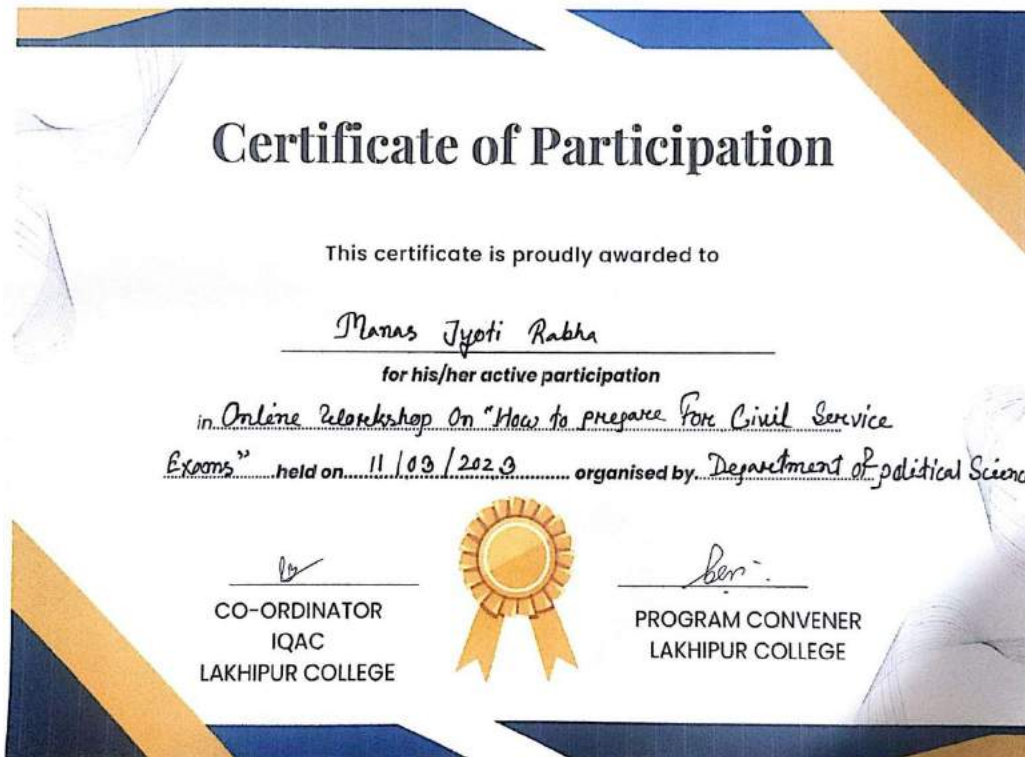 Certificate of Participation
This certificate is proudly awarded to
Manas Jyoti Rabha
for his/her active participation
in Online Workshop On "How to prepare For Civil Service
Exams" held on 11/03/2023 organised by Department of political Scienc
CO-ORDINATOR
IQAC
LAKHIPUR COLLEGE
PROGRAM CONVENER
LAKHIPUR COLLEGE